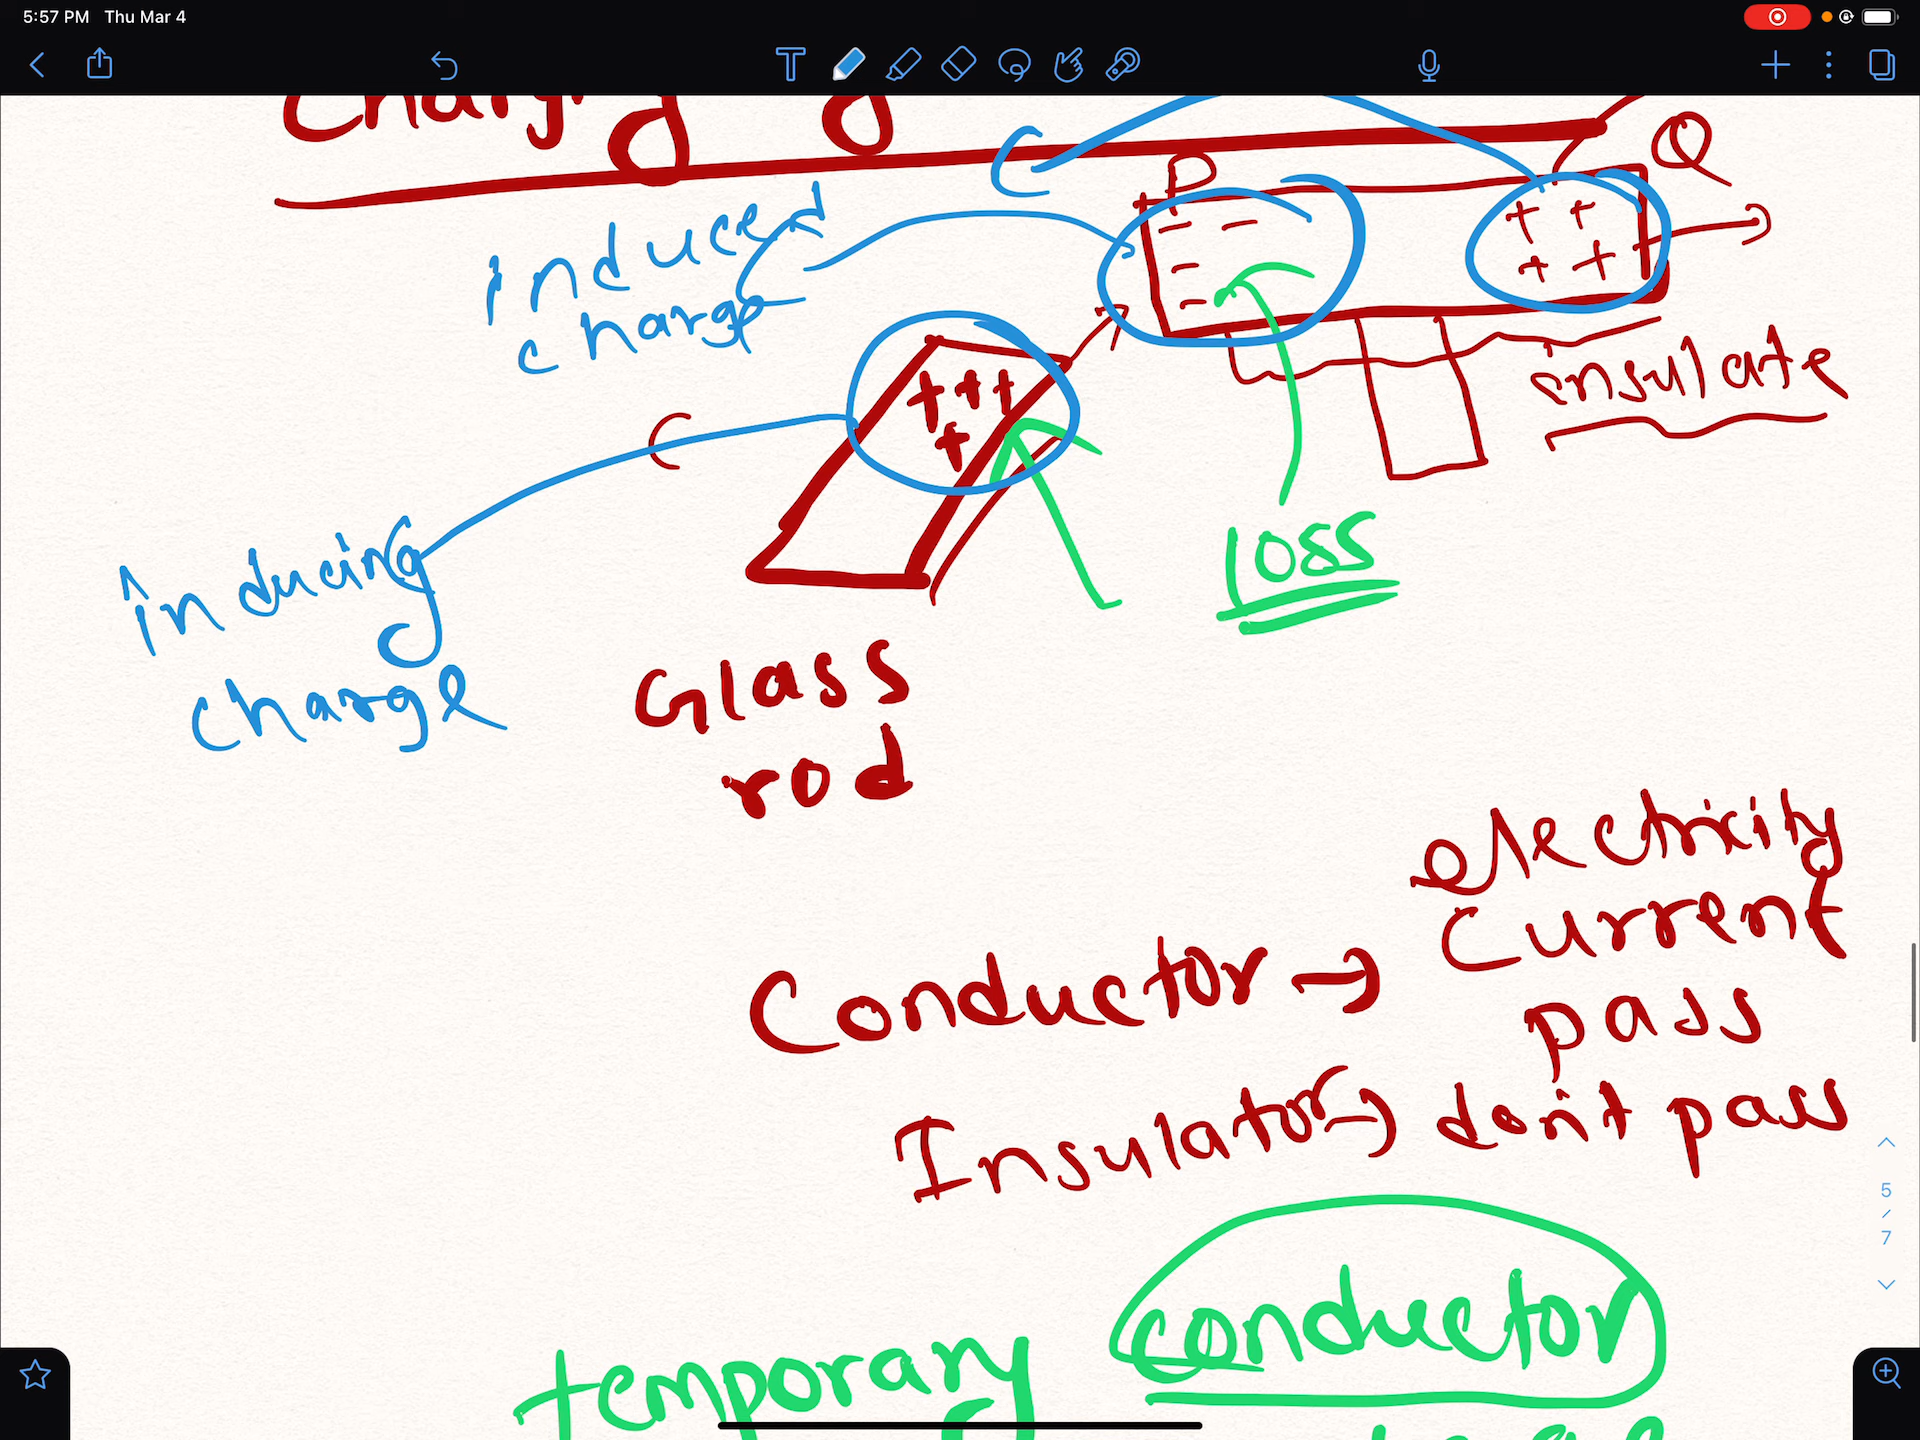 5:57 PM Thu Mar 4
Charging
P
Q
induced
charge
insulate
inducing
charge
loss
Glass
rod
electricity
Conductor → current
pass
Insulator → don't pass
conductor
temporary
5
/
7